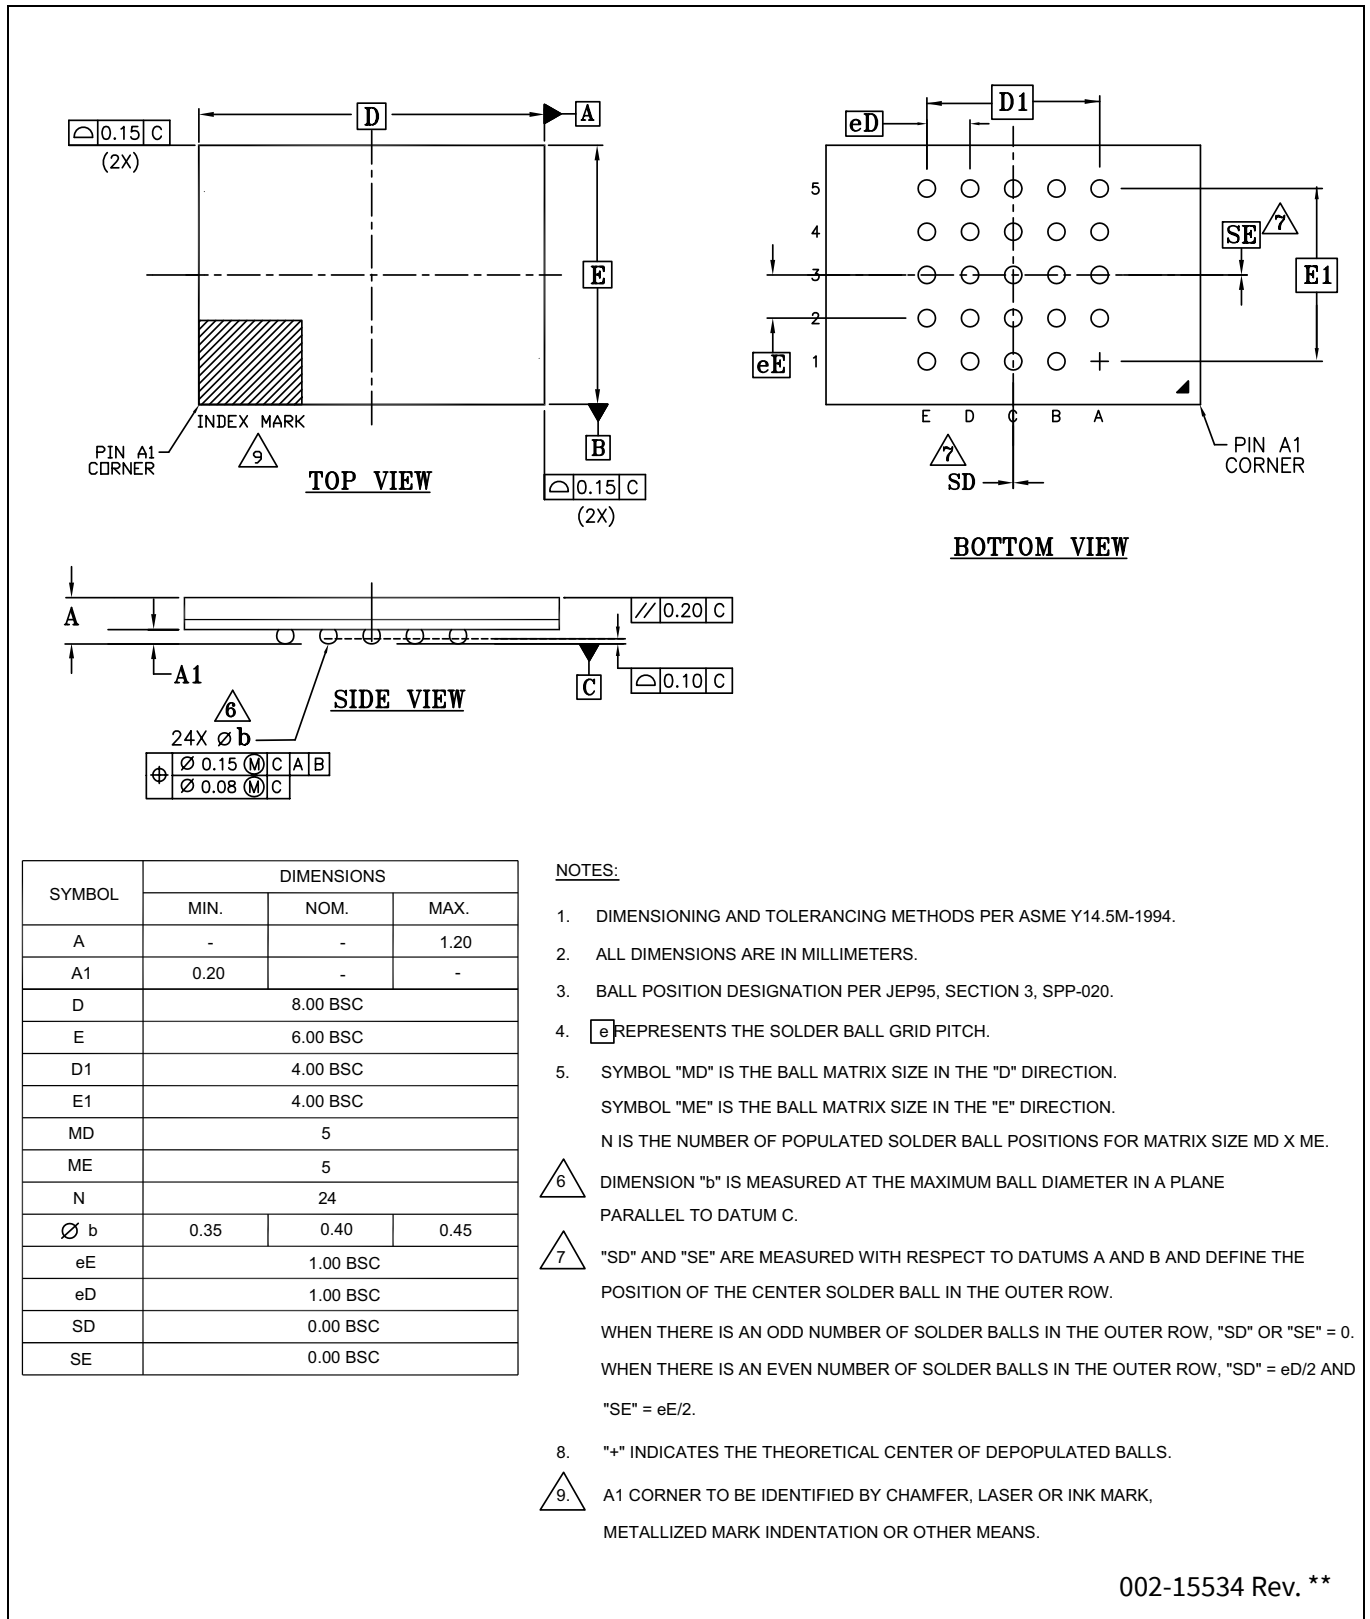 D
A
⌓ 0.15 C
(2X)
E
INDEX MARK
9
PIN A1
CORNER
B
TOP VIEW
⌓ 0.15 C
(2X)
D1
eD
5
4
3
2
1
SE
7
E1
eE
E D C B A
7
SD
PIN A1
CORNER
BOTTOM VIEW
A
A1
// 0.20 C
⌓ 0.10 C
C
SIDE VIEW
6
24X ⌀ b
⌖ ⌀ 0.15 Ⓜ C A B
⌀ 0.08 Ⓜ C
SYMBOL DIMENSIONS
MIN. NOM. MAX.
A - - 1.20
A1 0.20 - -
D 8.00 BSC
E 6.00 BSC
D1 4.00 BSC
E1 4.00 BSC
MD 5
ME 5
N 24
Ø b 0.35 0.40 0.45
eE 1.00 BSC
eD 1.00 BSC
SD 0.00 BSC
SE 0.00 BSC
NOTES:
1. DIMENSIONING AND TOLERANCING METHODS PER ASME Y14.5M-1994.
2. ALL DIMENSIONS ARE IN MILLIMETERS.
3. BALL POSITION DESIGNATION PER JEP95, SECTION 3, SPP-020.
4. e REPRESENTS THE SOLDER BALL GRID PITCH.
5. SYMBOL "MD" IS THE BALL MATRIX SIZE IN THE "D" DIRECTION.
SYMBOL "ME" IS THE BALL MATRIX SIZE IN THE "E" DIRECTION.
N IS THE NUMBER OF POPULATED SOLDER BALL POSITIONS FOR MATRIX SIZE MD X ME.
6 DIMENSION "b" IS MEASURED AT THE MAXIMUM BALL DIAMETER IN A PLANE
PARALLEL TO DATUM C.
7 "SD" AND "SE" ARE MEASURED WITH RESPECT TO DATUMS A AND B AND DEFINE THE
POSITION OF THE CENTER SOLDER BALL IN THE OUTER ROW.
WHEN THERE IS AN ODD NUMBER OF SOLDER BALLS IN THE OUTER ROW, "SD" OR "SE" = 0.
WHEN THERE IS AN EVEN NUMBER OF SOLDER BALLS IN THE OUTER ROW, "SD" = eD/2 AND
"SE" = eE/2.
8. "+" INDICATES THE THEORETICAL CENTER OF DEPOPULATED BALLS.
9. A1 CORNER TO BE IDENTIFIED BY CHAMFER, LASER OR INK MARK,
METALLIZED MARK INDENTATION OR OTHER MEANS.
002-15534 Rev. **